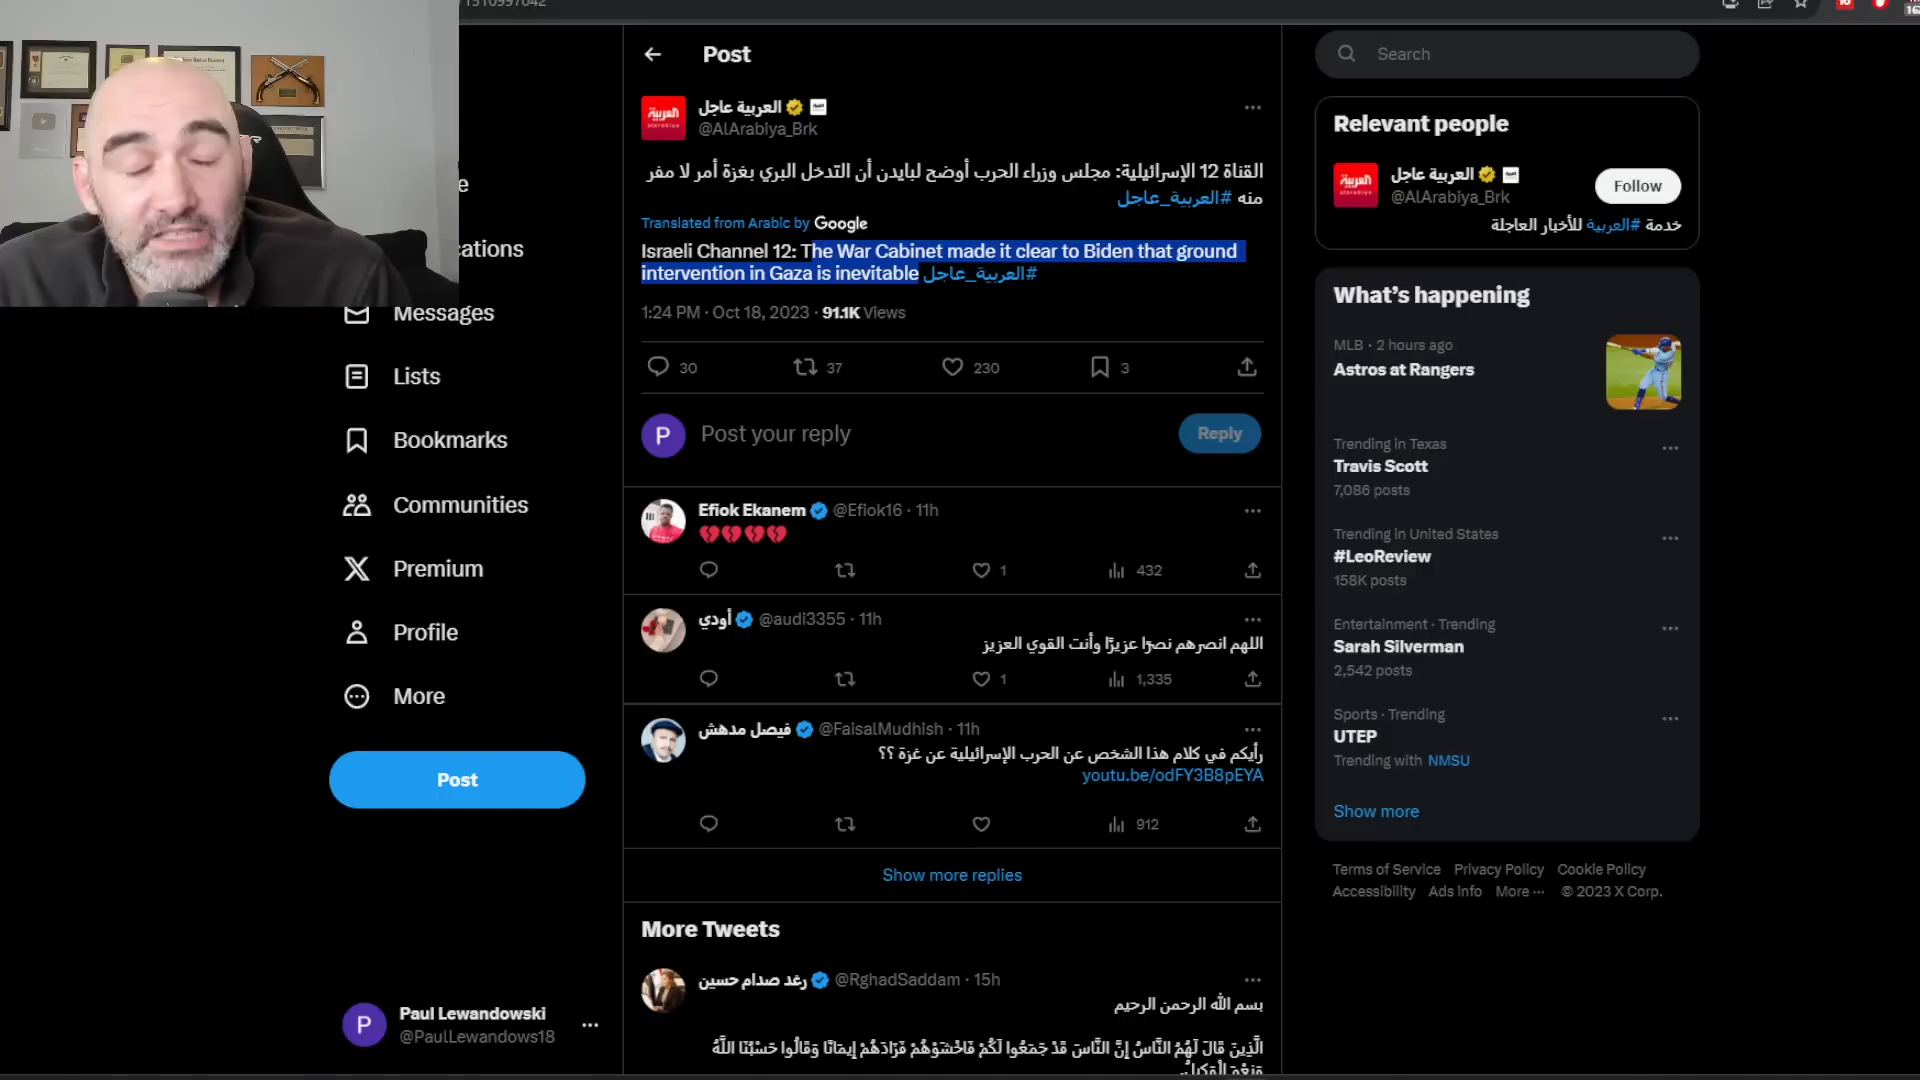 1510997642
Post
Search
العربية عاجل
@AlArabiya_Brk
القناة 12 الإسرائيلية: مجلس وزراء الحرب أوضح لبايدن أن التدخل البري بغزة أمر لا مفر
منه #العربية_عاجل
Translated from Arabic by Google
Israeli Channel 12: The War Cabinet made it clear to Biden that ground
intervention in Gaza is inevitable #العربية_عاجل
1:24 PM · Oct 18, 2023 · 91.1K Views
30 37 230 3
P Post your reply Reply
Efiok Ekanem @Efiok16 · 11h
💔💔💔💔
1 432
أودي @audi3355 · 11h
اللهم انصرهم نصرًا عزيزًا وأنت القوي العزيز
1 1,335
فيصل مدهش @FaisalMudhish · 11h
رأيكم في كلام هذا الشخص عن الحرب الإسرائيلية عن غزة ؟؟
youtu.be/odFY3B8pEYA
912
Show more replies
More Tweets
رغد صدام حسين @RghadSaddam · 15h
بسم الله الرحمن الرحيم
الَّذِينَ قَالَ لَهُمُ النَّاسُ إِنَّ النَّاسَ قَدْ جَمَعُوا لَكُمْ فَاخْشَوْهُمْ فَزَادَهُمْ إِيمَانًا وَقَالُوا حَسْبُنَا اللَّهُ
وَنِعْمَ الْوَكِيلُ
e
cations
Messages
Lists
Bookmarks
Communities
Premium
Profile
More
Post
P
Paul Lewandowski
@PaulLewandows18
Relevant people
العربية عاجل
@AlArabiya_Brk
Follow
خدمة #العربية للأخبار العاجلة
What's happening
MLB · 2 hours ago
Astros at Rangers
Trending in Texas
Travis Scott
7,086 posts
Trending in United States
#LeoReview
158K posts
Entertainment · Trending
Sarah Silverman
2,542 posts
Sports · Trending
UTEP
Trending with NMSU
Show more
Terms of Service Privacy Policy Cookie Policy
Accessibility Ads info More ··· © 2023 X Corp.